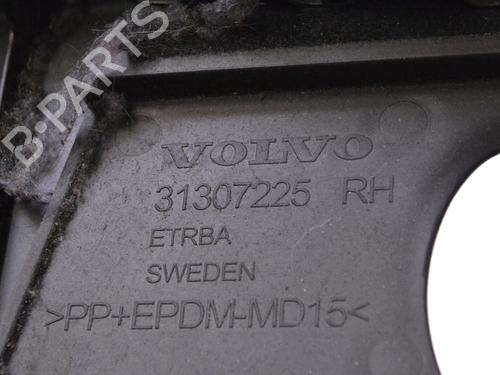 B-PARTS
VOLVO
31307225 RH
ETRBA
SWEDEN
>PP+EPDM-MD15<